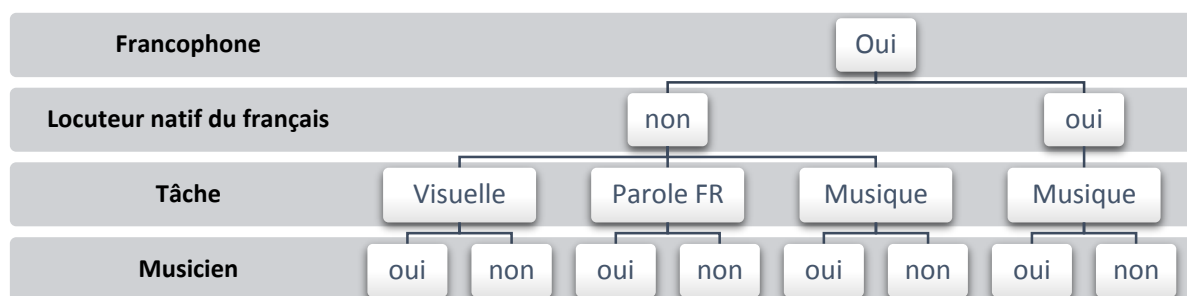 Francophone Oui
Locuteur natif du français non oui
Tâche Visuelle Parole FR Musique Musique
Musicien oui non oui non oui non oui non